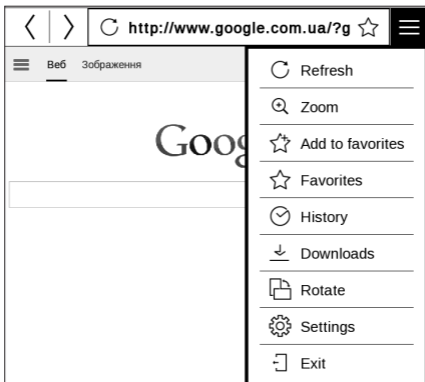 http://www.google.com.ua/?g
Веб Зображення
Goog
Refresh
Zoom
Add to favorites
Favorites
History
Downloads
Rotate
Settings
Exit